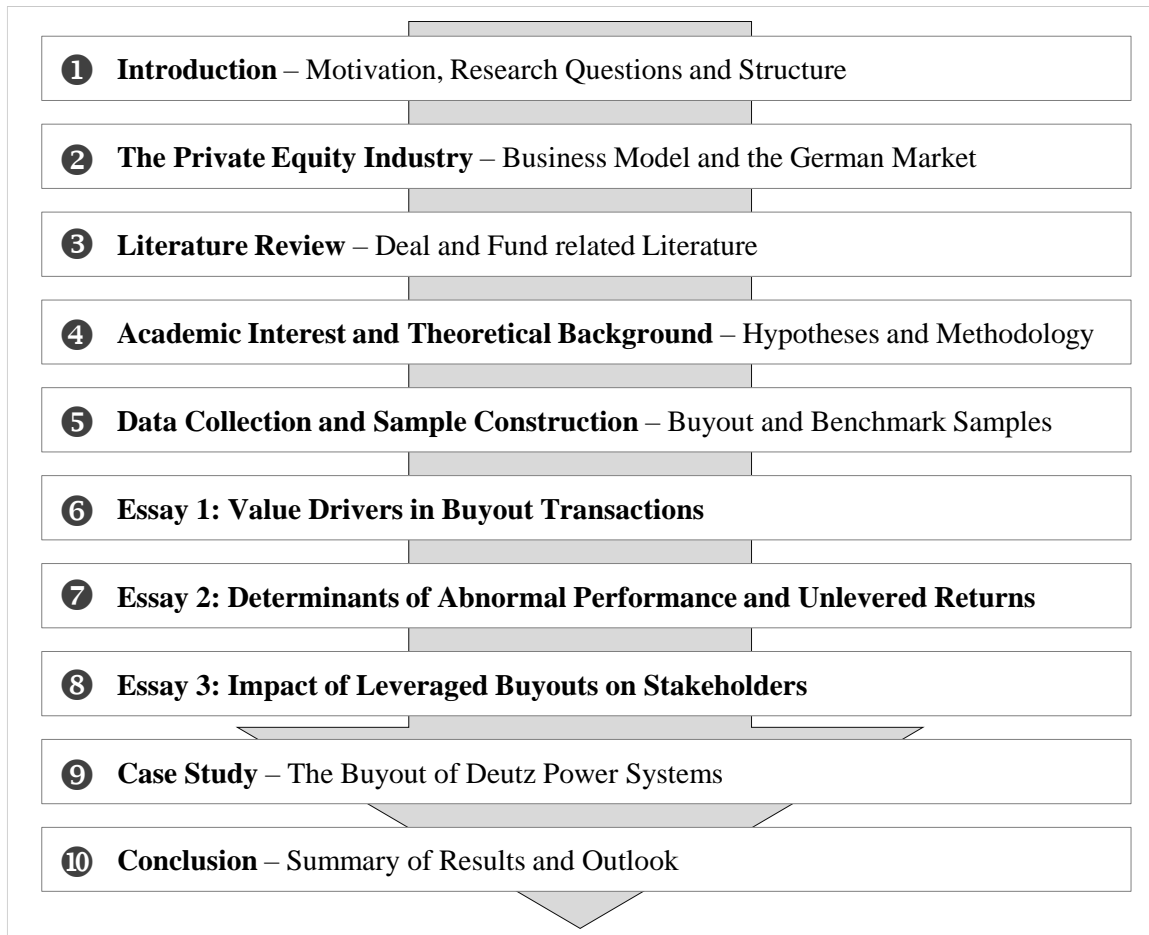 ❶ Introduction – Motivation, Research Questions and Structure
❷ The Private Equity Industry – Business Model and the German Market
❸ Literature Review – Deal and Fund related Literature
❹ Academic Interest and Theoretical Background – Hypotheses and Methodology
❺ Data Collection and Sample Construction – Buyout and Benchmark Samples
❻ Essay 1: Value Drivers in Buyout Transactions
❼ Essay 2: Determinants of Abnormal Performance and Unlevered Returns
❽ Essay 3: Impact of Leveraged Buyouts on Stakeholders
❾ Case Study – The Buyout of Deutz Power Systems
❿ Conclusion – Summary of Results and Outlook